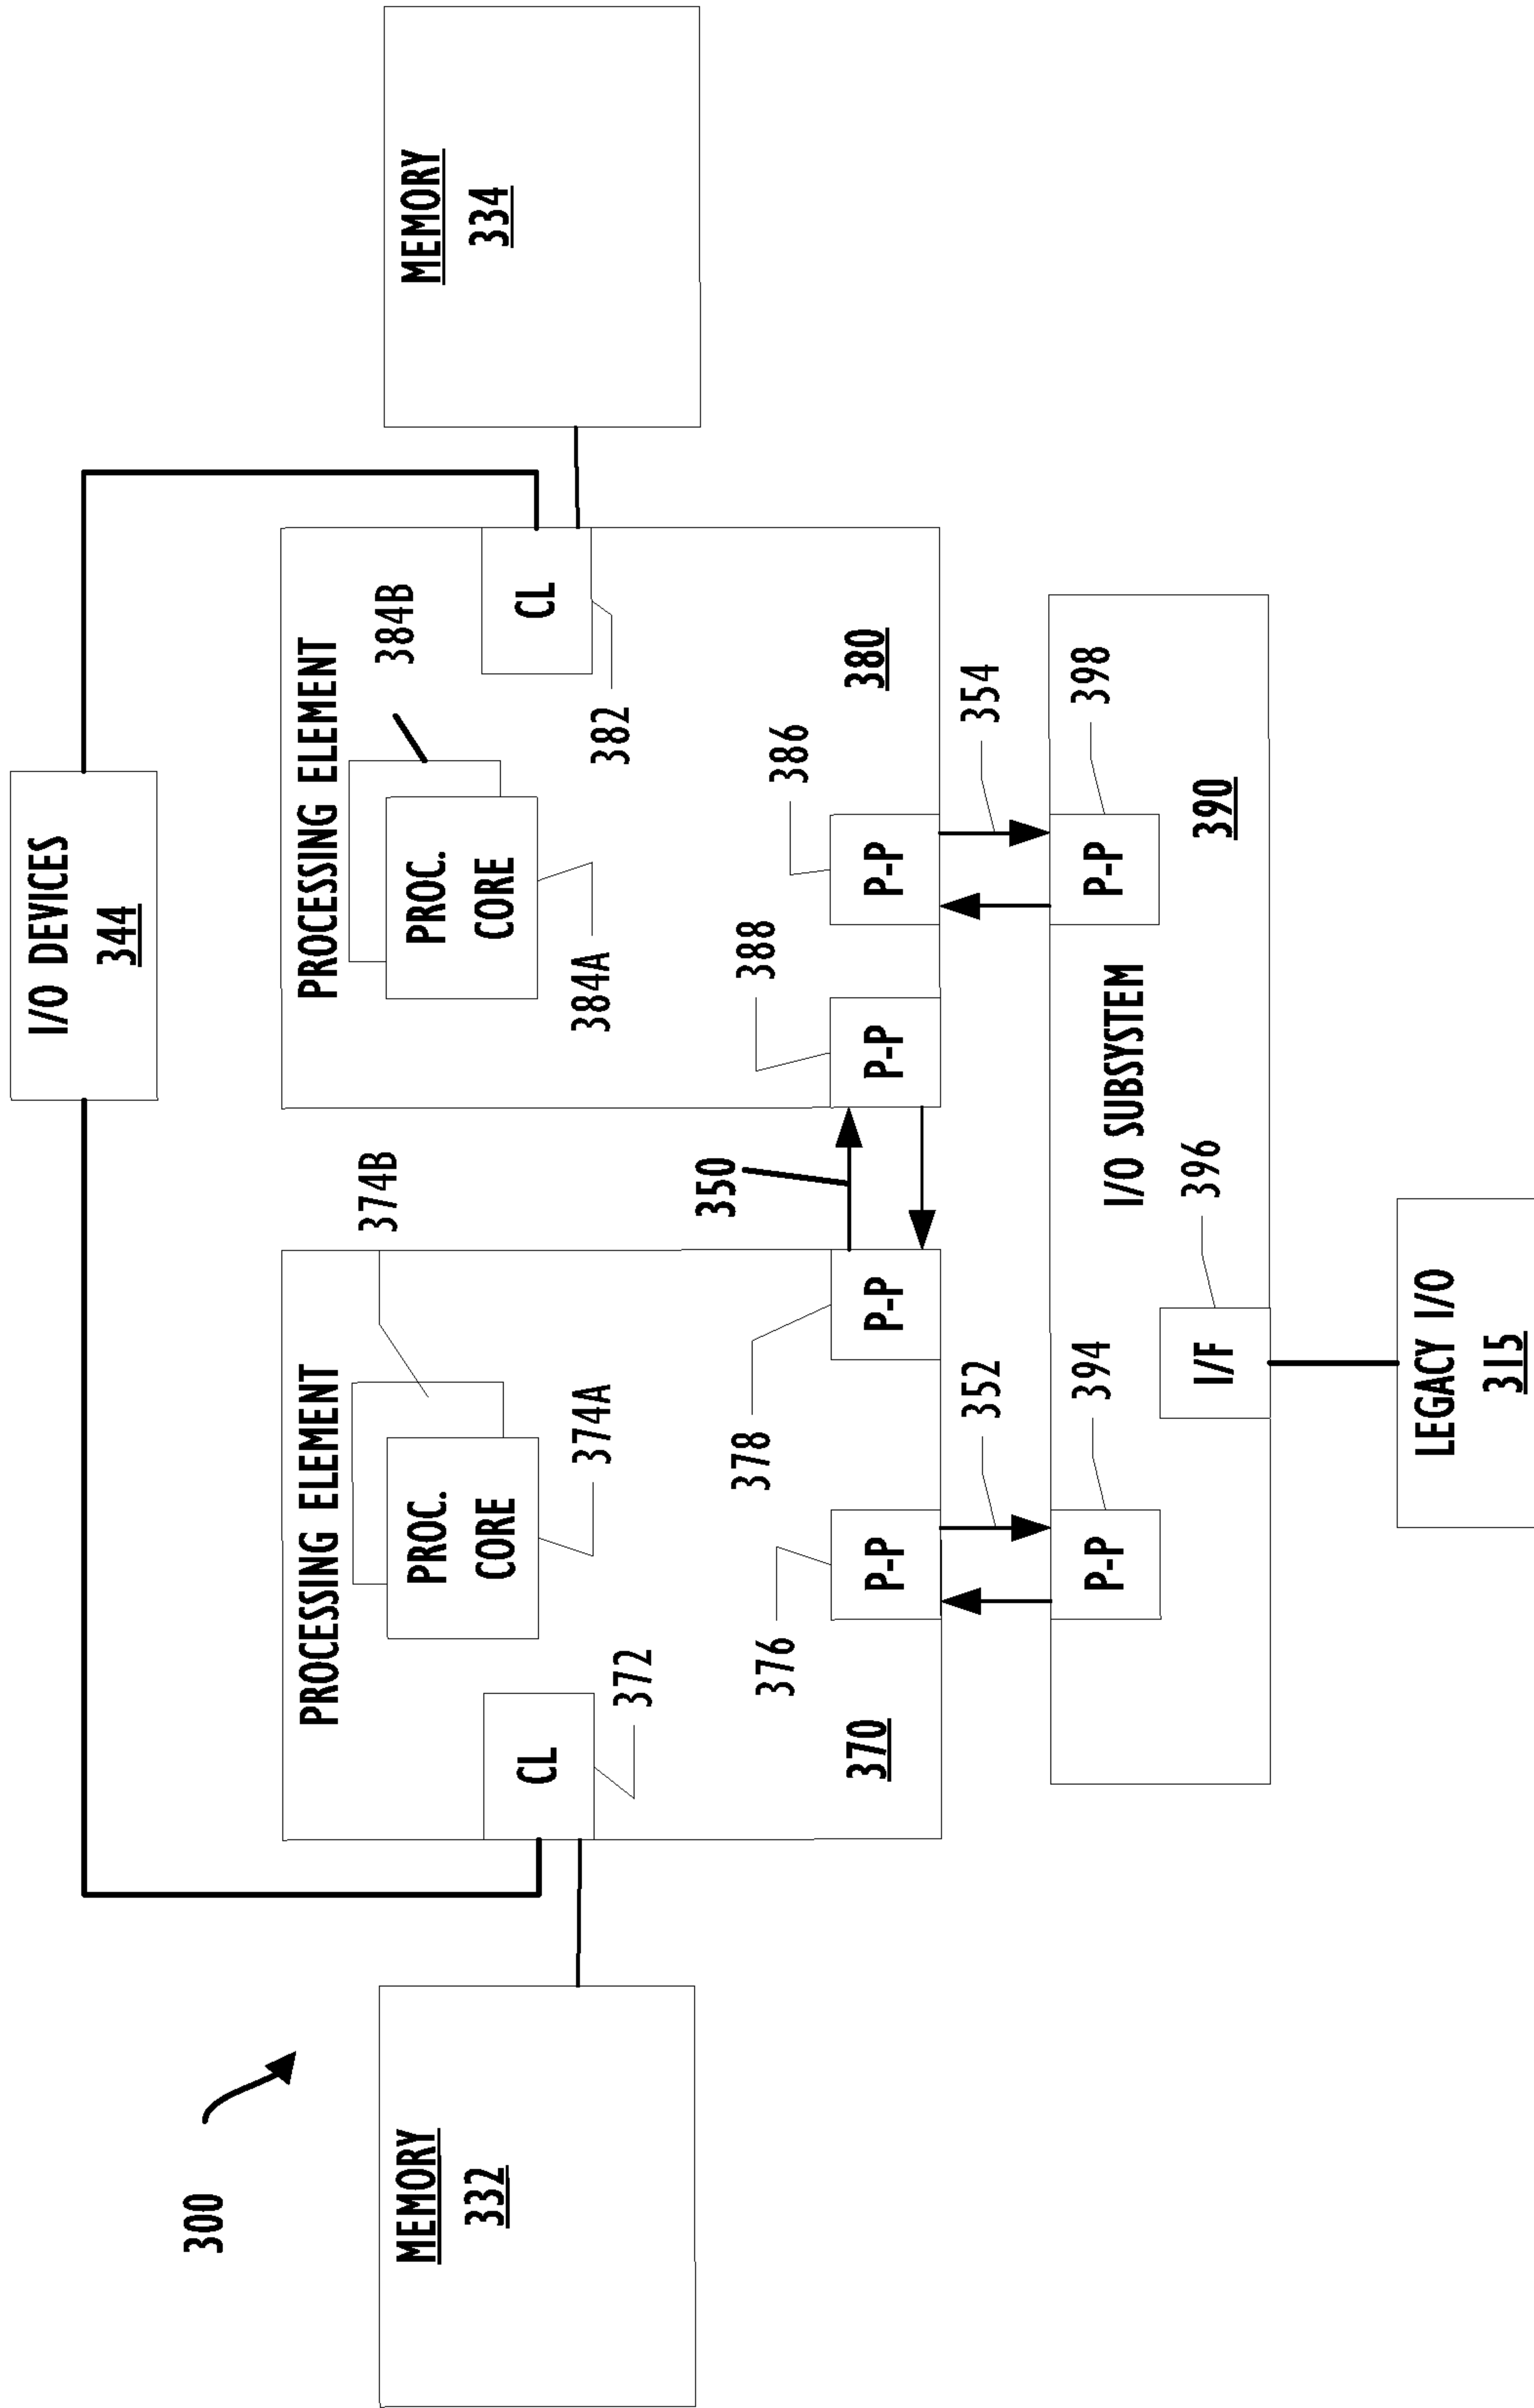 300
I/O DEVICES
344
MEMORY
332
MEMORY
334
PROCESSING ELEMENT
374B
PROC.
CORE
374A
CL
372
376
P-P
378
P-P
370
350
PROCESSING ELEMENT
384B
PROC.
CORE
384A
CL
382
388
P-P
386
P-P
380
352
354
394
P-P
I/O SUBSYSTEM
398
P-P
396
I/F
390
LEGACY I/O
315